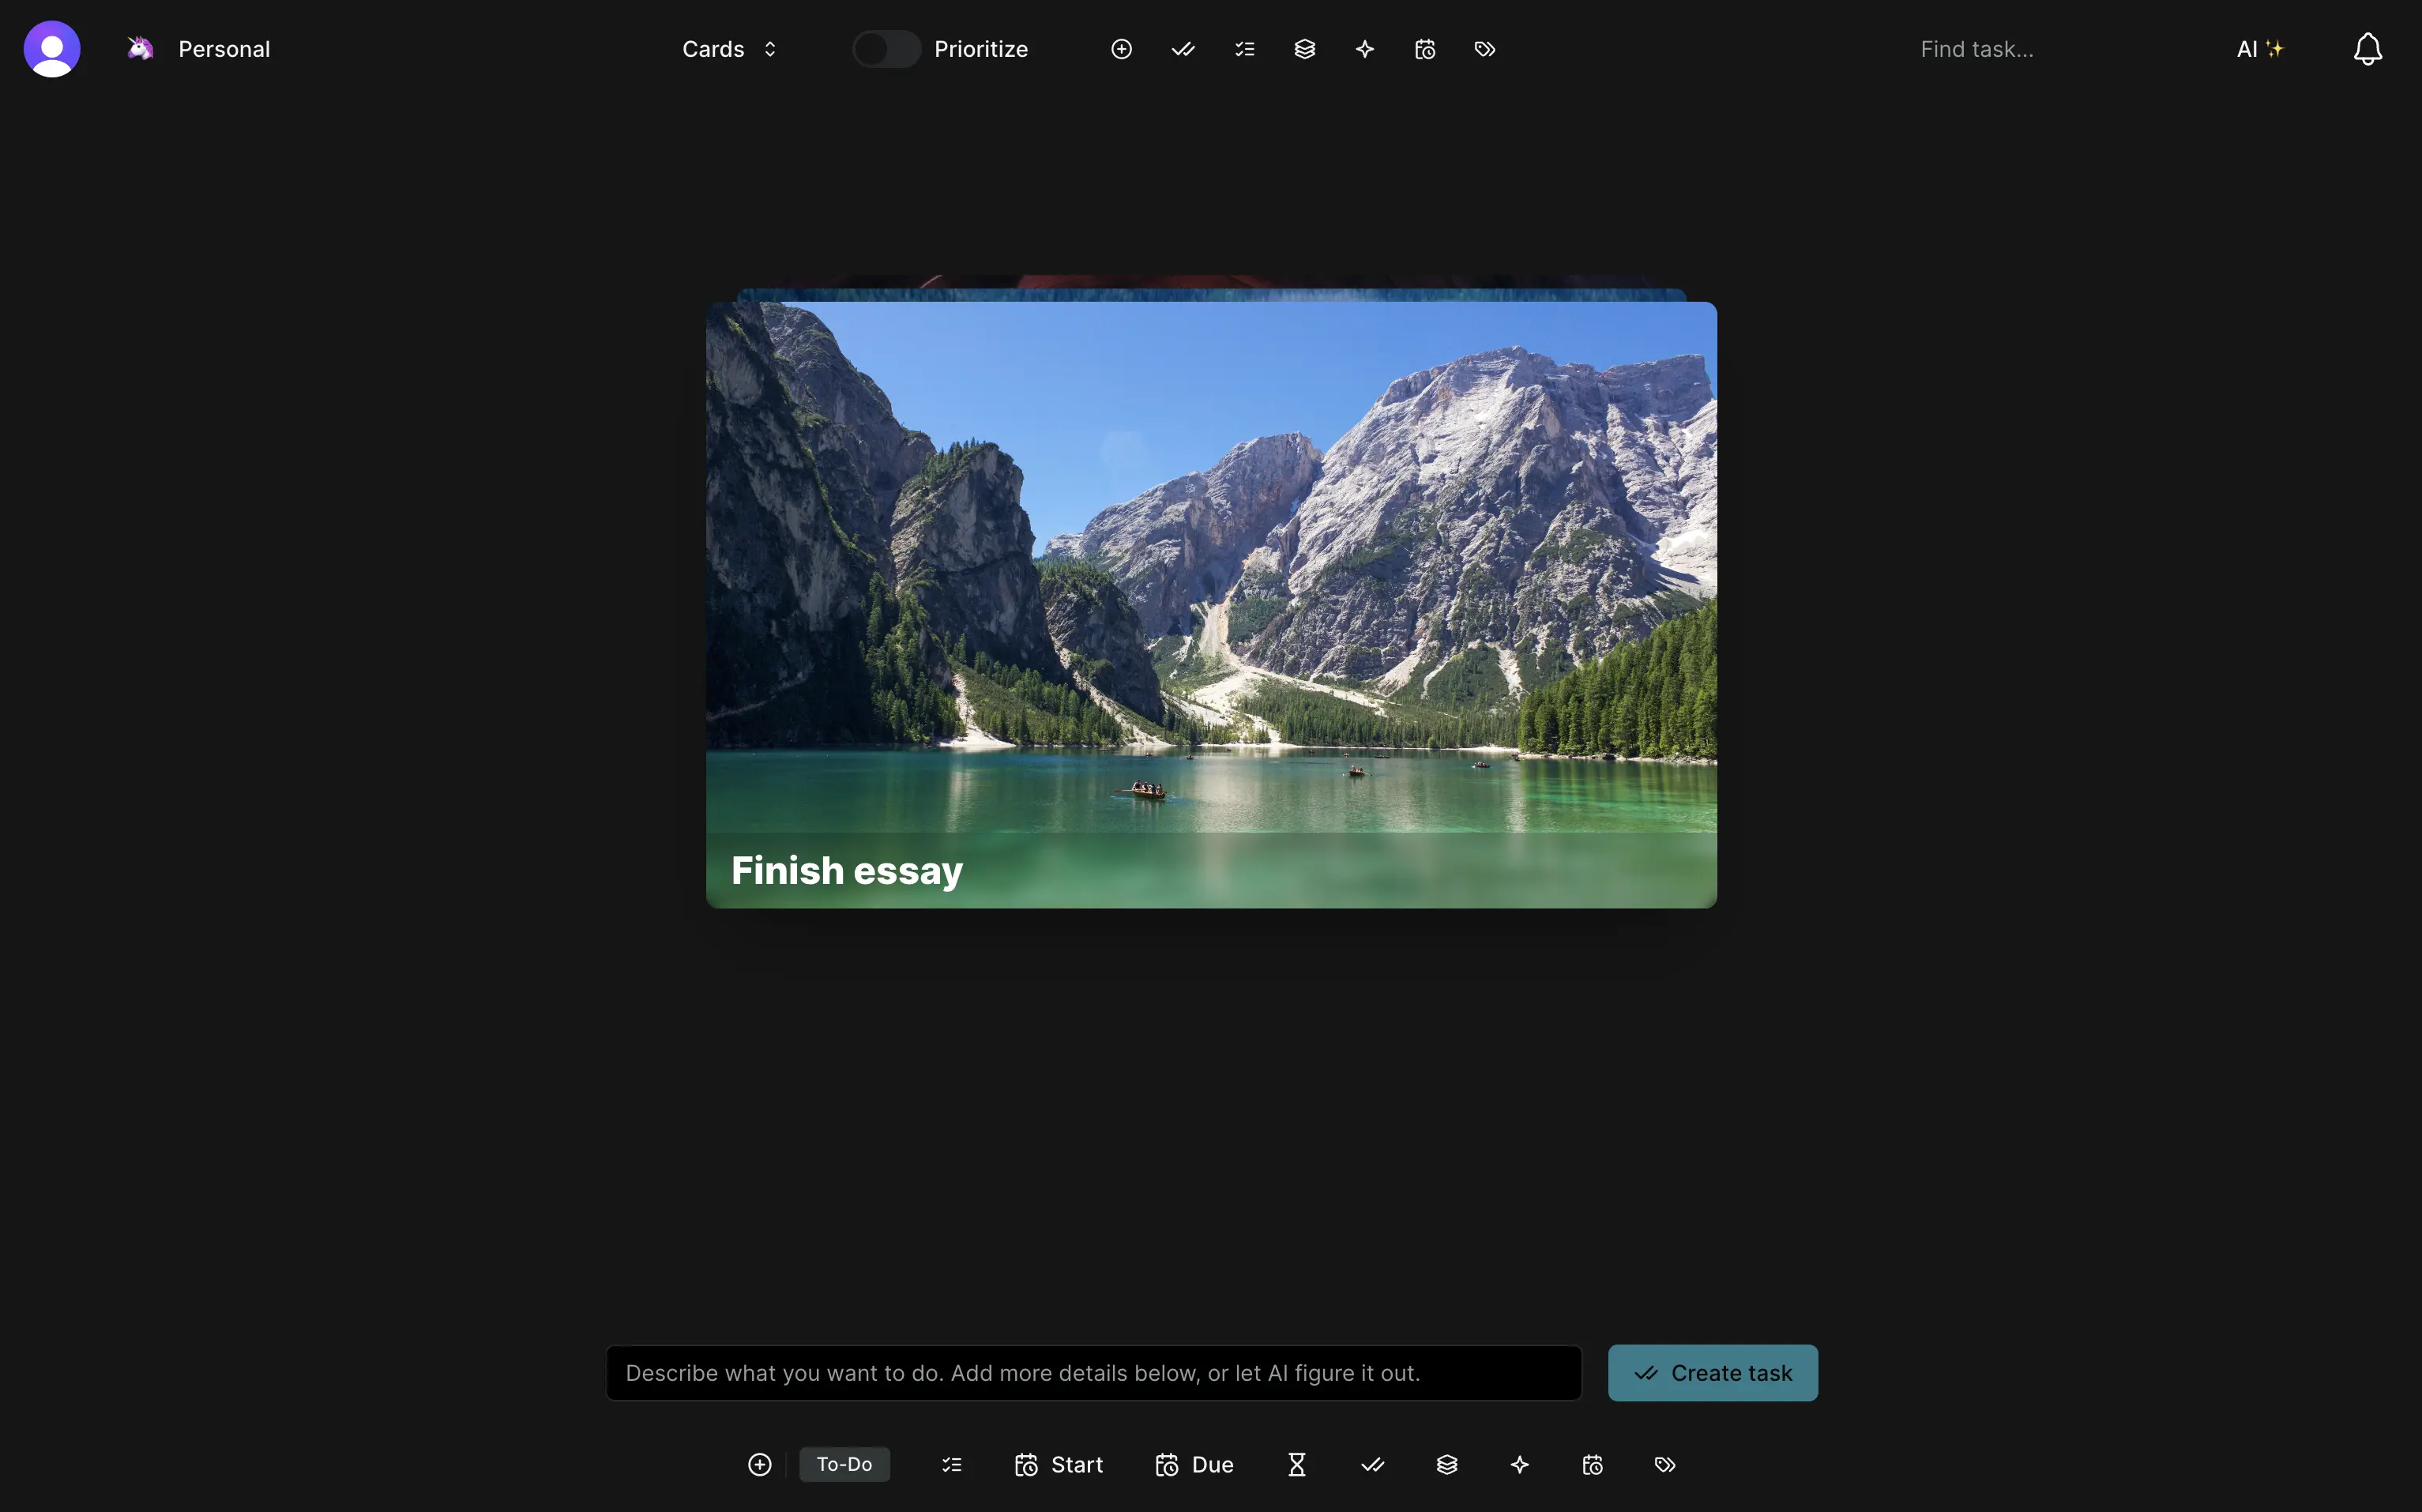 Personal
Cards
Prioritize
Find task...
AI ✨
Finish essay
Describe what you want to do. Add more details below, or let AI figure it out.
Create task
To-Do
Start
Due